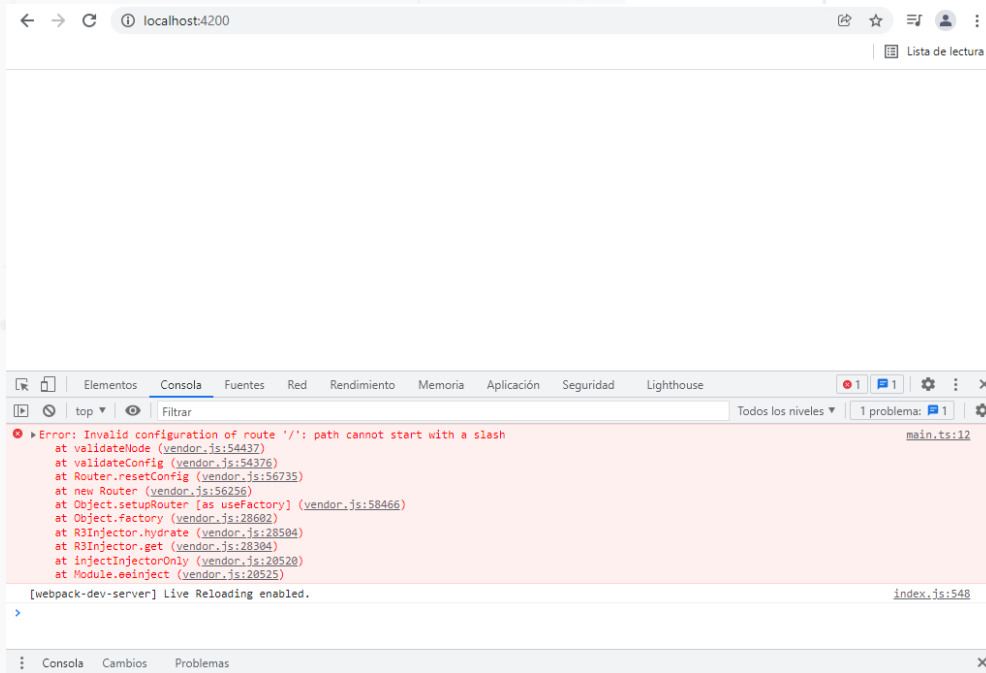 localhost:4200
Lista de lectura
Elementos Consola Fuentes Red Rendimiento Memoria Aplicación Seguridad Lighthouse 1 1
top Filtrar Todos los niveles 1 problema: 1
Error: Invalid configuration of route '/': path cannot start with a slash main.ts:12
at validateNode (vendor.js:54437)
at validateConfig (vendor.js:54376)
at Router.resetConfig (vendor.js:56735)
at new Router (vendor.js:56256)
at Object.setupRouter [as useFactory] (vendor.js:58466)
at Object.factory (vendor.js:28602)
at R3Injector.hydrate (vendor.js:28504)
at R3Injector.get (vendor.js:28304)
at injectInjectorOnly (vendor.js:20520)
at Module.ɵɵinject (vendor.js:20525)
[webpack-dev-server] Live Reloading enabled. index.js:548
Consola Cambios Problemas